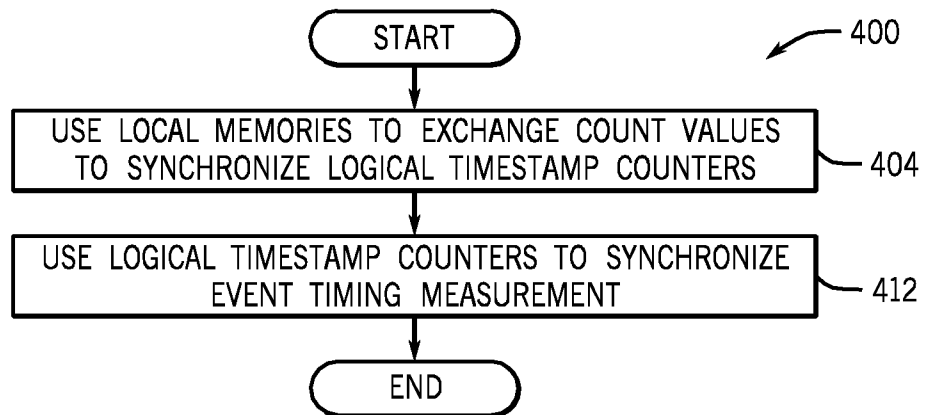 START
400
USE LOCAL MEMORIES TO EXCHANGE COUNT VALUES
TO SYNCHRONIZE LOGICAL TIMESTAMP COUNTERS
404
USE LOGICAL TIMESTAMP COUNTERS TO SYNCHRONIZE
EVENT TIMING MEASUREMENT
412
END